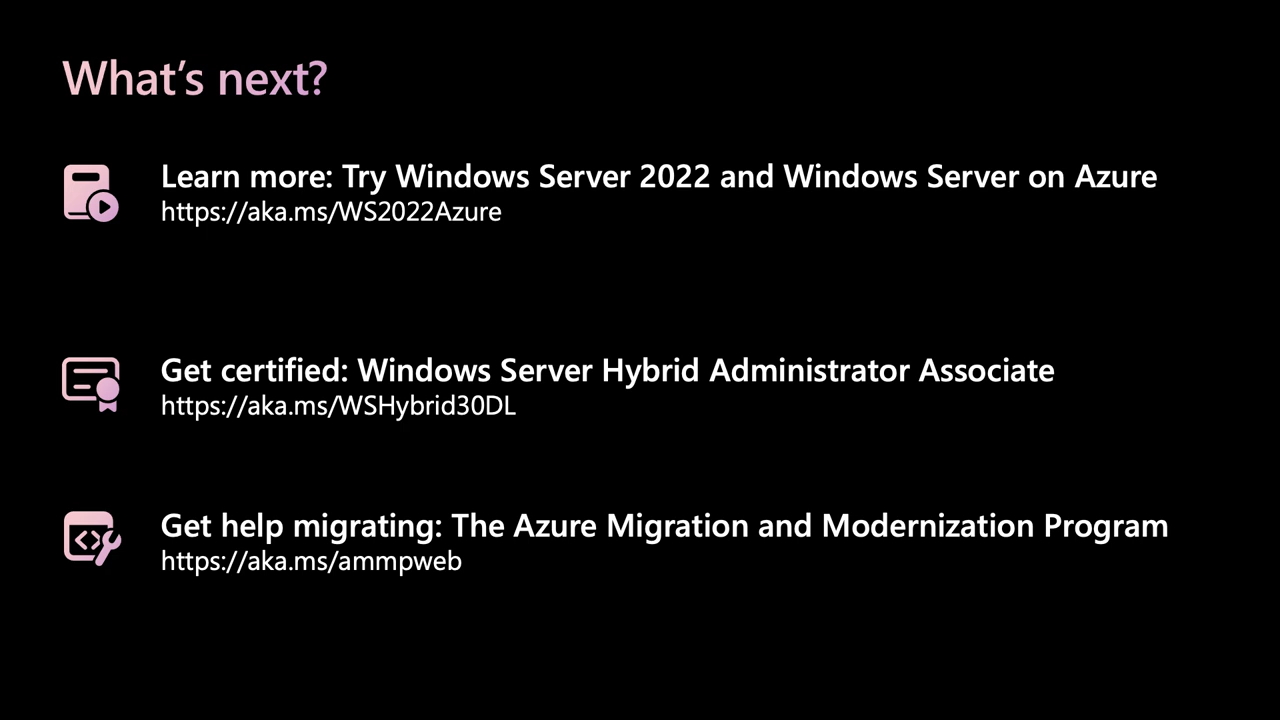 What’s next?
Learn more: Try Windows Server 2022 and Windows Server on Azure
https://aka.ms/WS2022Azure
Get certified: Windows Server Hybrid Administrator Associate
https://aka.ms/WSHybrid30DL
Get help migrating: The Azure Migration and Modernization Program
https://aka.ms/ammpweb